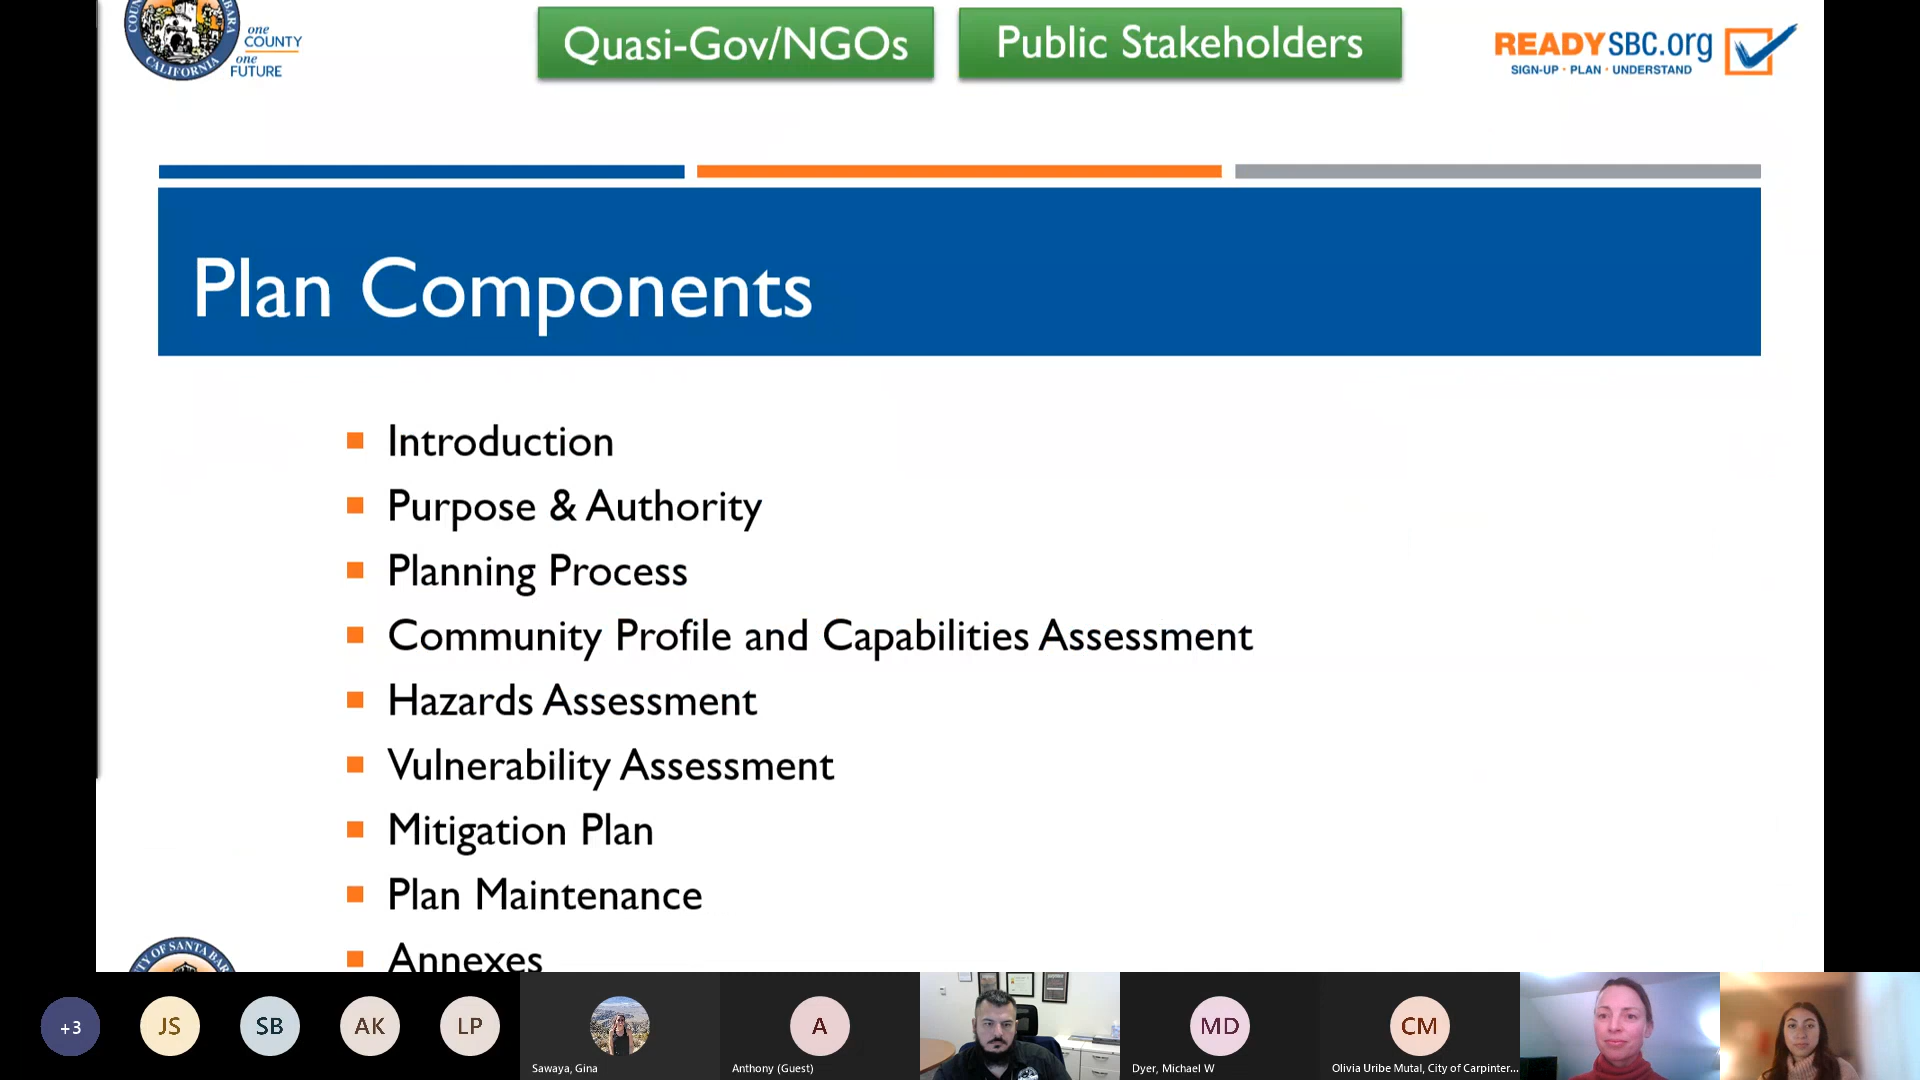 one
COUNTY
one
FUTURE
CALIFORNIA
Quasi-Gov/NGOs
Public Stakeholders
READYSBC.org
SIGN-UP · PLAN · UNDERSTAND
Plan Components
Introduction
Purpose & Authority
Planning Process
Community Profile and Capabilities Assessment
Hazards Assessment
Vulnerability Assessment
Mitigation Plan
Plan Maintenance
Annexes
+3
JS
SB
AK
LP
Sawaya, Gina
A
Anthony (Guest)
MD
Dyer, Michael W
CM
Olivia Uribe Mutal, City of Carpinter...